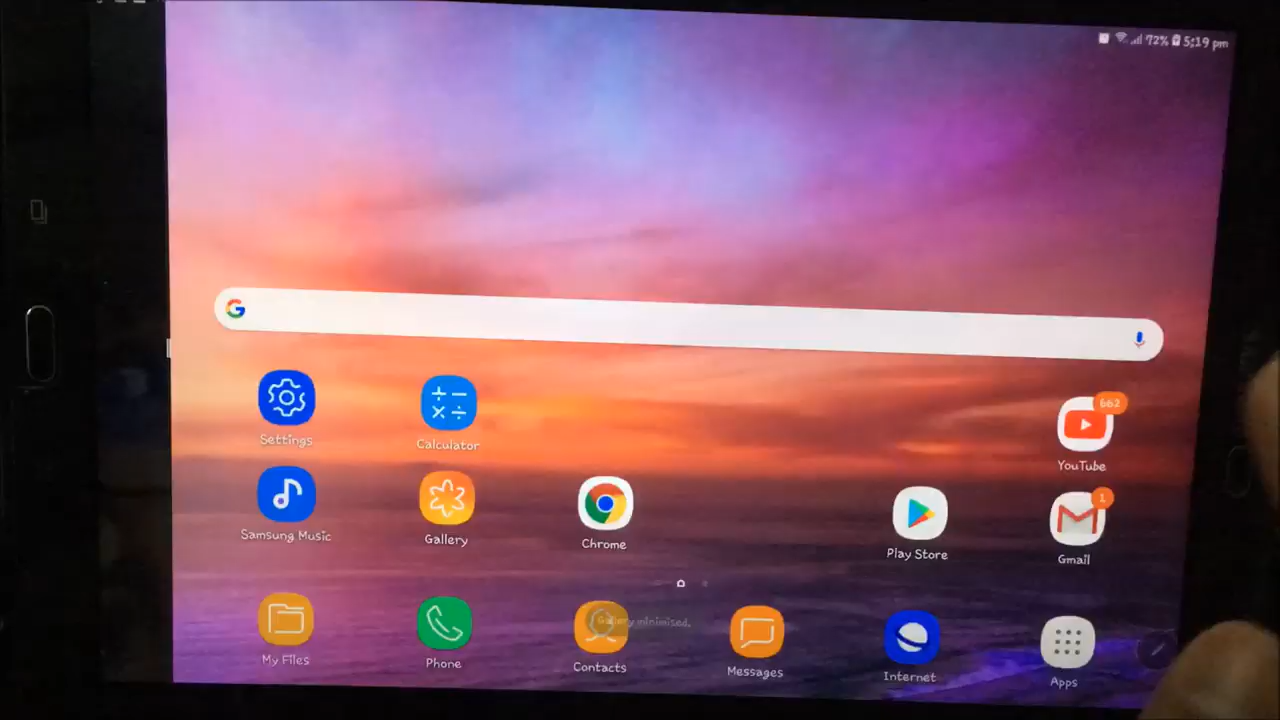 72% 5:19 pm
G
Settings
Calculator
662
YouTube
Samsung Music
Gallery
Chrome
Play Store
1
Gmail
Gallery minimised.
My Files
Phone
Contacts
Messages
Internet
Apps